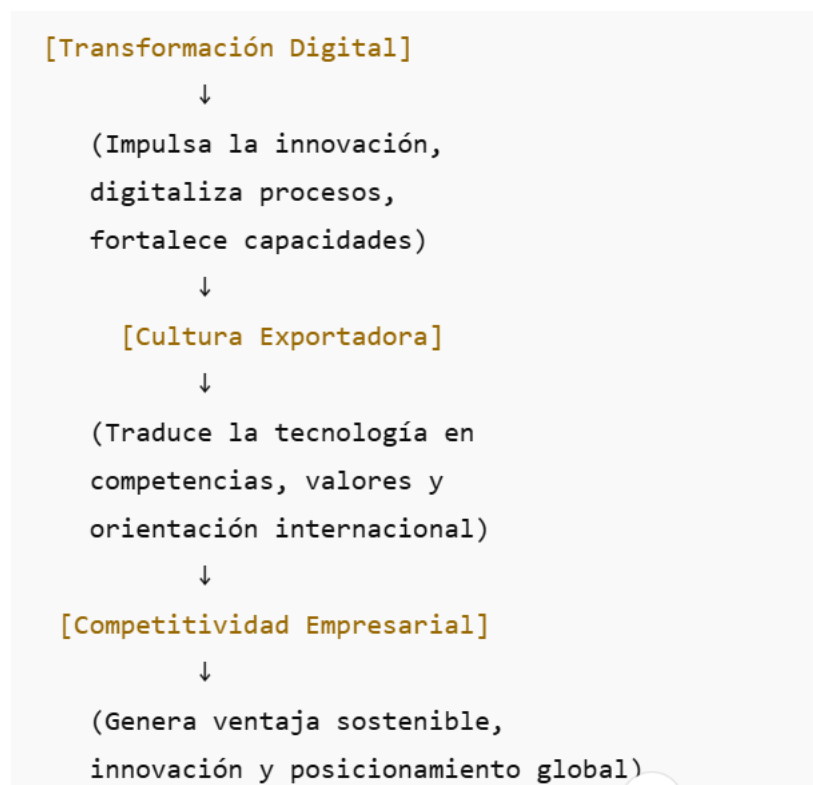 [Transformación Digital]
↓
(Impulsa la innovación,
digitaliza procesos,
fortalece capacidades)
↓
[Cultura Exportadora]
↓
(Traduce la tecnología en
competencias, valores y
orientación internacional)
↓
[Competitividad Empresarial]
↓
(Genera ventaja sostenible,
innovación y posicionamiento global)